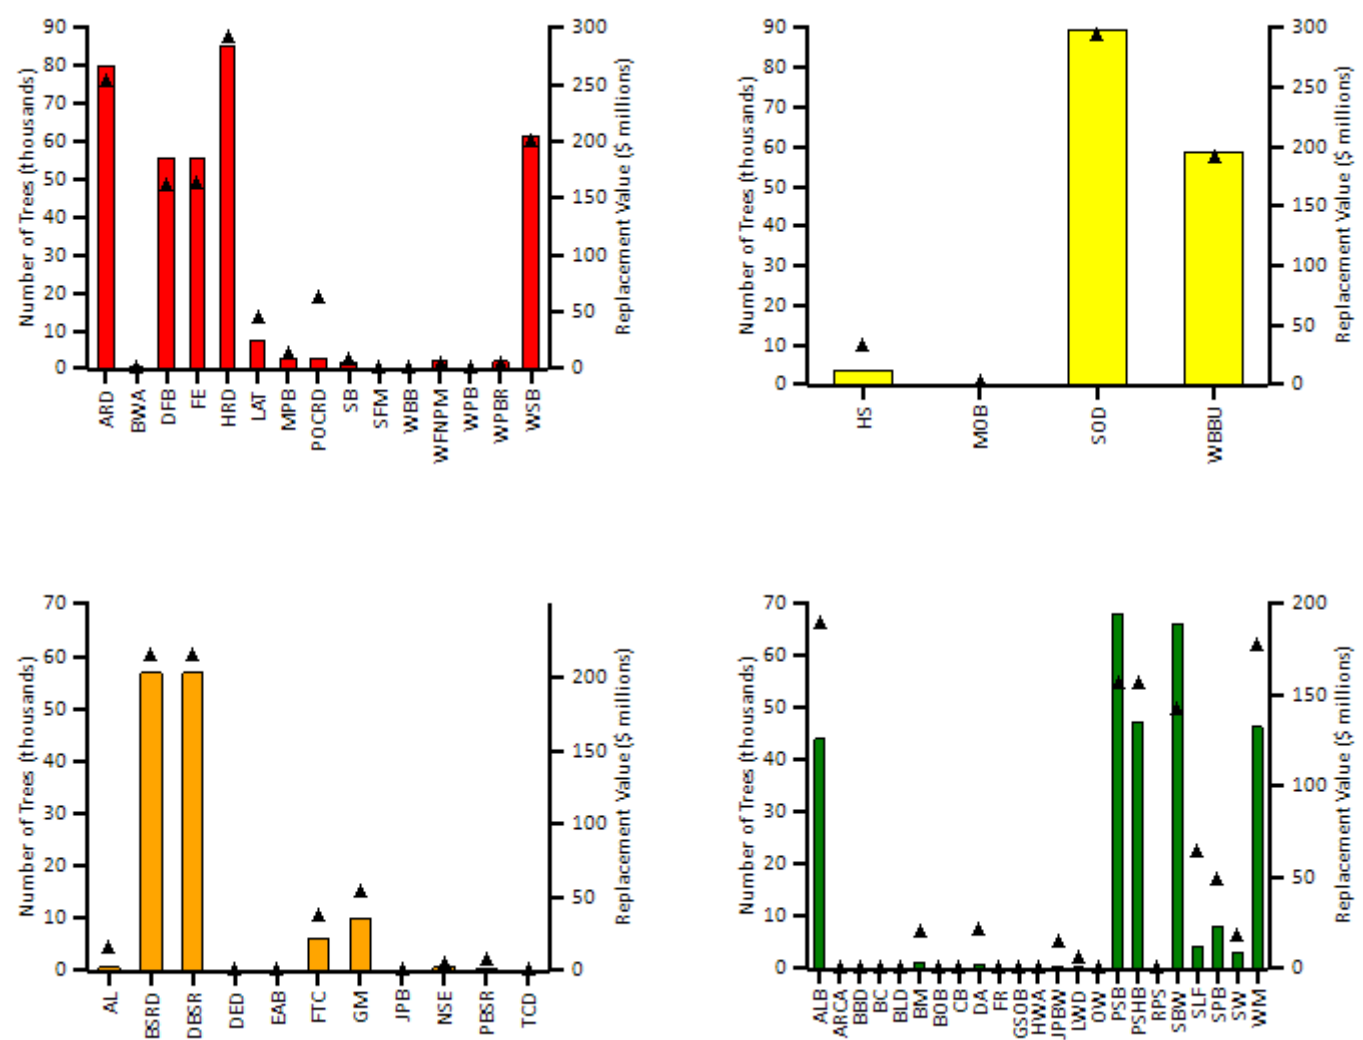 90
80
70
60
50
40
30
20
10
0
Number of Trees (thousands)
300
250
200
150
100
50
0
Replacement Value ($ millions)
ARD
BWA
DFB
FE
HRD
LAT
MPB
POCRD
SB
SFM
WBB
WFNPM
WPB
WPBR
WSB
90
80
70
60
50
40
30
20
10
0
Number of Trees (thousands)
300
250
200
150
100
50
0
Replacement Value ($ millions)
HS
MOB
SOD
WBBU
70
60
50
40
30
20
10
0
Number of Trees (thousands)
200
150
100
50
0
Replacement Value ($ millions)
AL
BSRD
DBSR
DED
EAB
FTC
GM
JPB
NSE
PBSR
TCD
70
60
50
40
30
20
10
0
Number of Trees (thousands)
200
150
100
50
0
Replacement Value ($ millions)
ALB
ARCA
BBD
BC
BLD
BM
BOB
CB
DA
FR
GSOB
HWA
JPBW
LWD
OW
PSB
PSHB
RPS
SBW
SLF
SPB
SW
WM